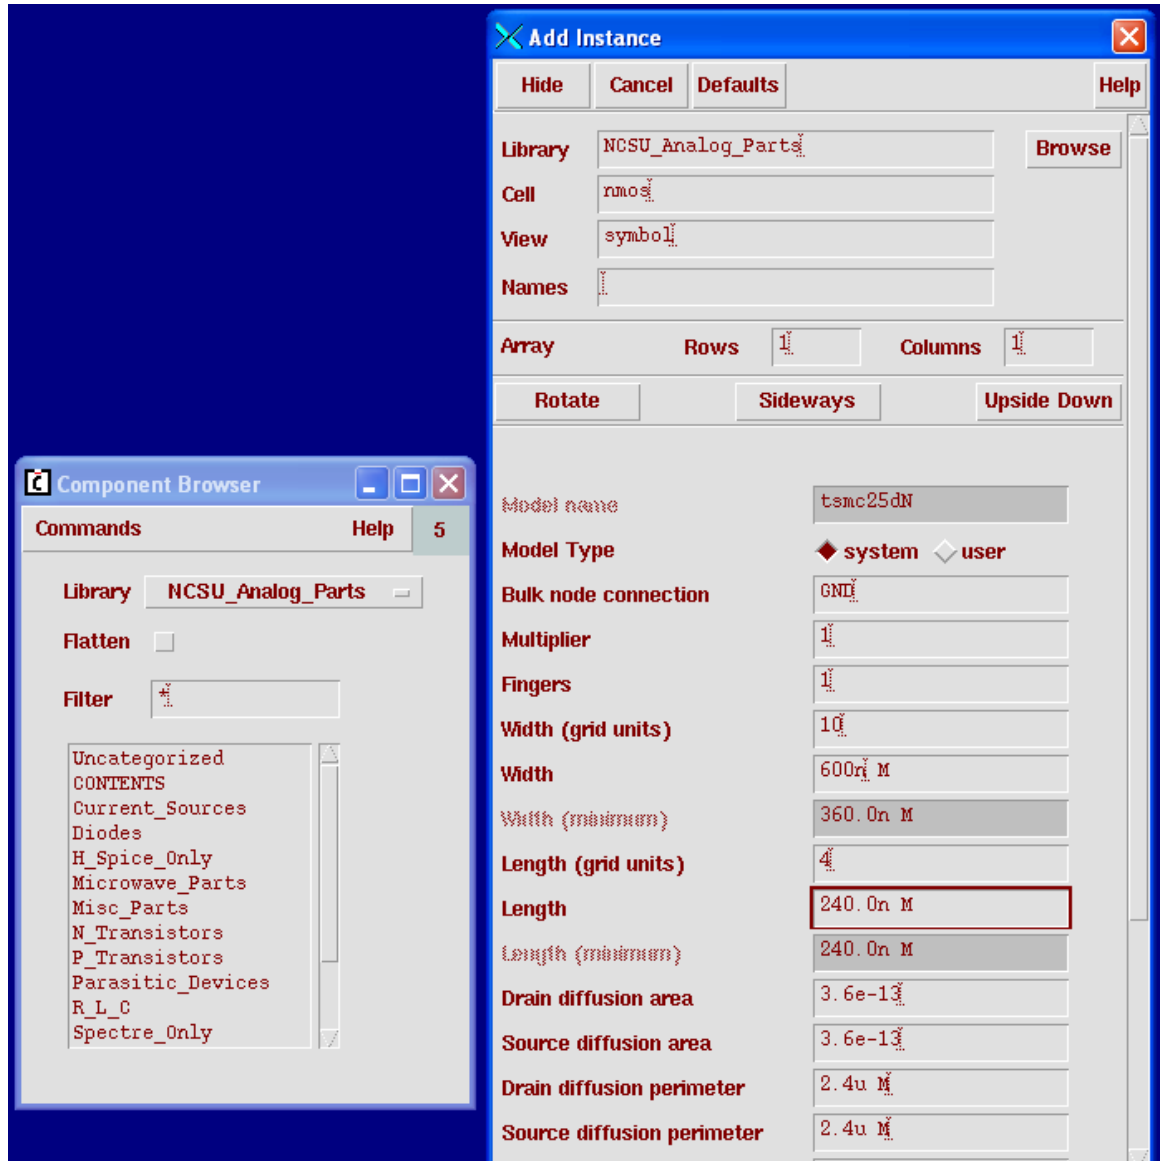 Add Instance
Hide Cancel Defaults Help
Library NCSU_Analog_Parts Browse
Cell nmos
View symbol
Names
Array Rows 1 Columns 1
Rotate Sideways Upside Down
Model name tsmc25dN
Model Type system user
Bulk node connection GND
Multiplier 1
Fingers 1
Width (grid units) 10
Width 600n M
Width (minimum) 360.0n M
Length (grid units) 4
Length 240.0n M
Length (minimum) 240.0n M
Drain diffusion area 3.6e-13
Source diffusion area 3.6e-13
Drain diffusion perimeter 2.4u M
Source diffusion perimeter 2.4u M
Component Browser
Commands Help 5
Library NCSU_Analog_Parts
Flatten
Filter *
Uncategorized
CONTENTS
Current_Sources
Diodes
H_Spice_Only
Microwave_Parts
Misc_Parts
N_Transistors
P_Transistors
Parasitic_Devices
R_L_C
Spectre_Only